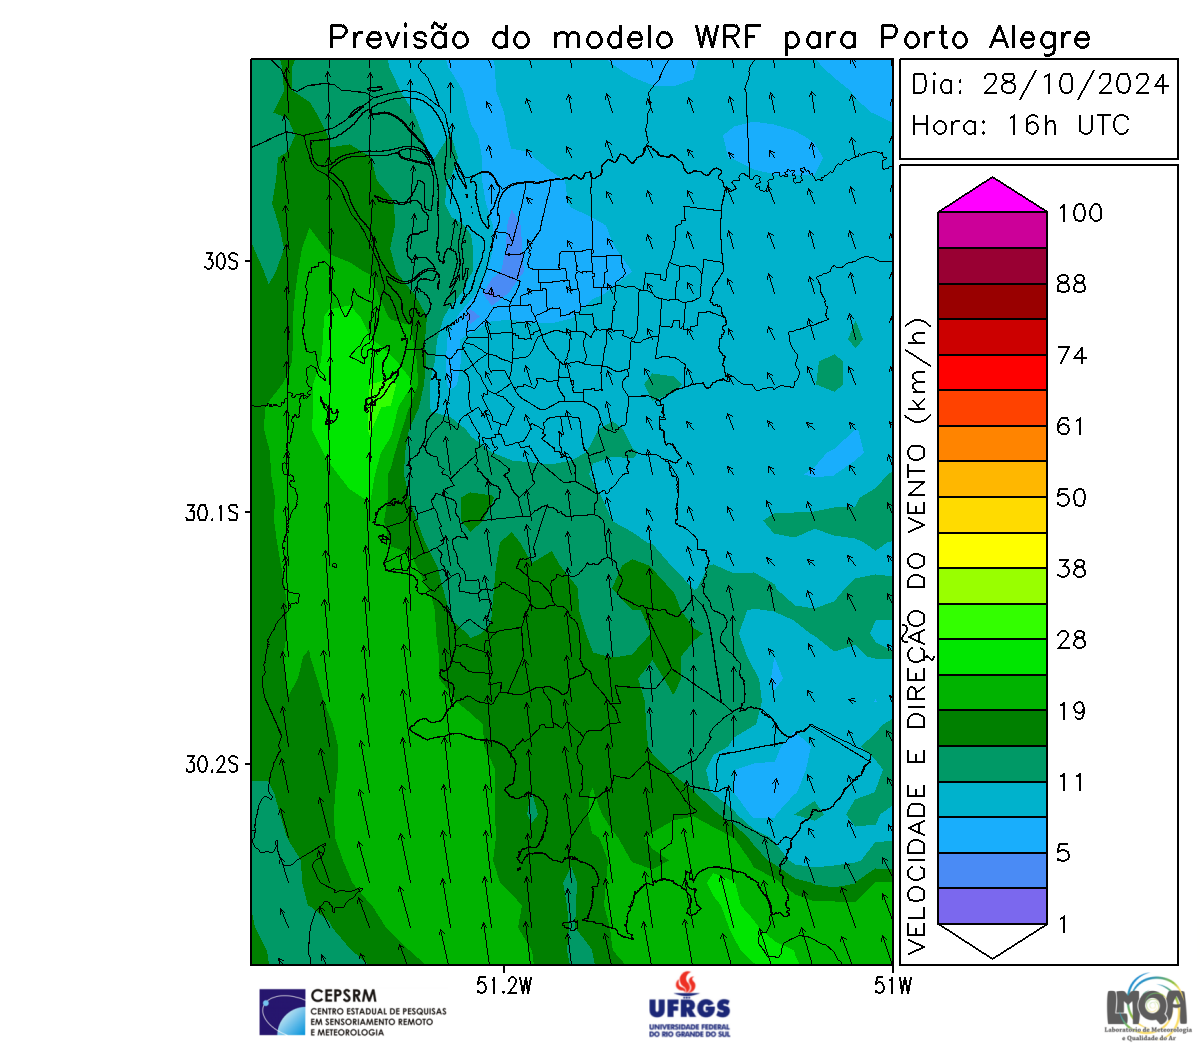 Previsão do modelo WRF para Porto Alegre
Dia: 28/10/2024
Hora: 16h UTC
30S
30.1S
30.2S
51.2W
51W
VELOCIDADE E DIREÇÃO DO VENTO (km/h)
100
88
74
61
50
38
28
19
11
5
1
CEPSRM
CENTRO ESTADUAL DE PESQUISAS
EM SENSORIAMENTO REMOTO
E METEOROLOGIA
UFRGS
UNIVERSIDADE FEDERAL
DO RIO GRANDE DO SUL
LMQA
Laboratório de Meteorologia
e Qualidade do Ar